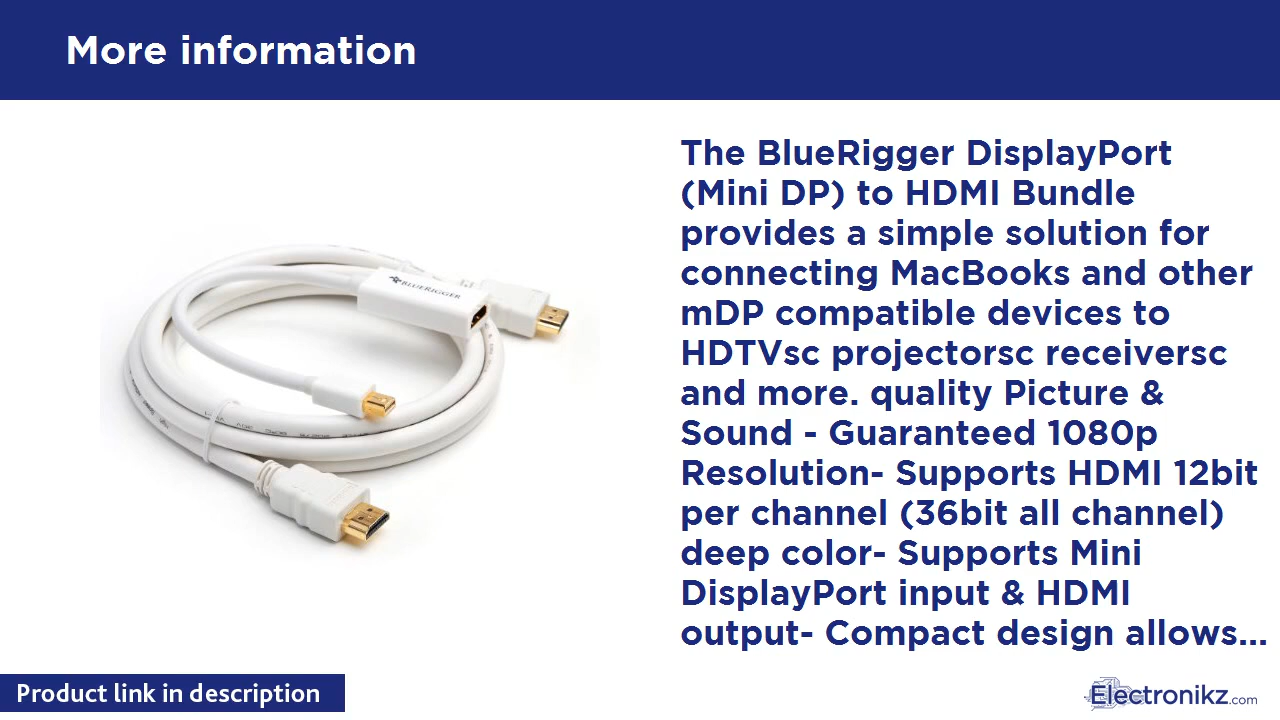 More information
The BlueRigger DisplayPort
(Mini DP) to HDMI Bundle
provides a simple solution for
connecting MacBooks and other
mDP compatible devices to
HDTVsc projectorsc receiversc
and more. quality Picture &
Sound - Guaranteed 1080p
Resolution- Supports HDMI 12bit
per channel (36bit all channel)
deep color- Supports Mini
DisplayPort input & HDMI
output- Compact design allows...
BLUERIGGER
Product link in description
Electronikz.com